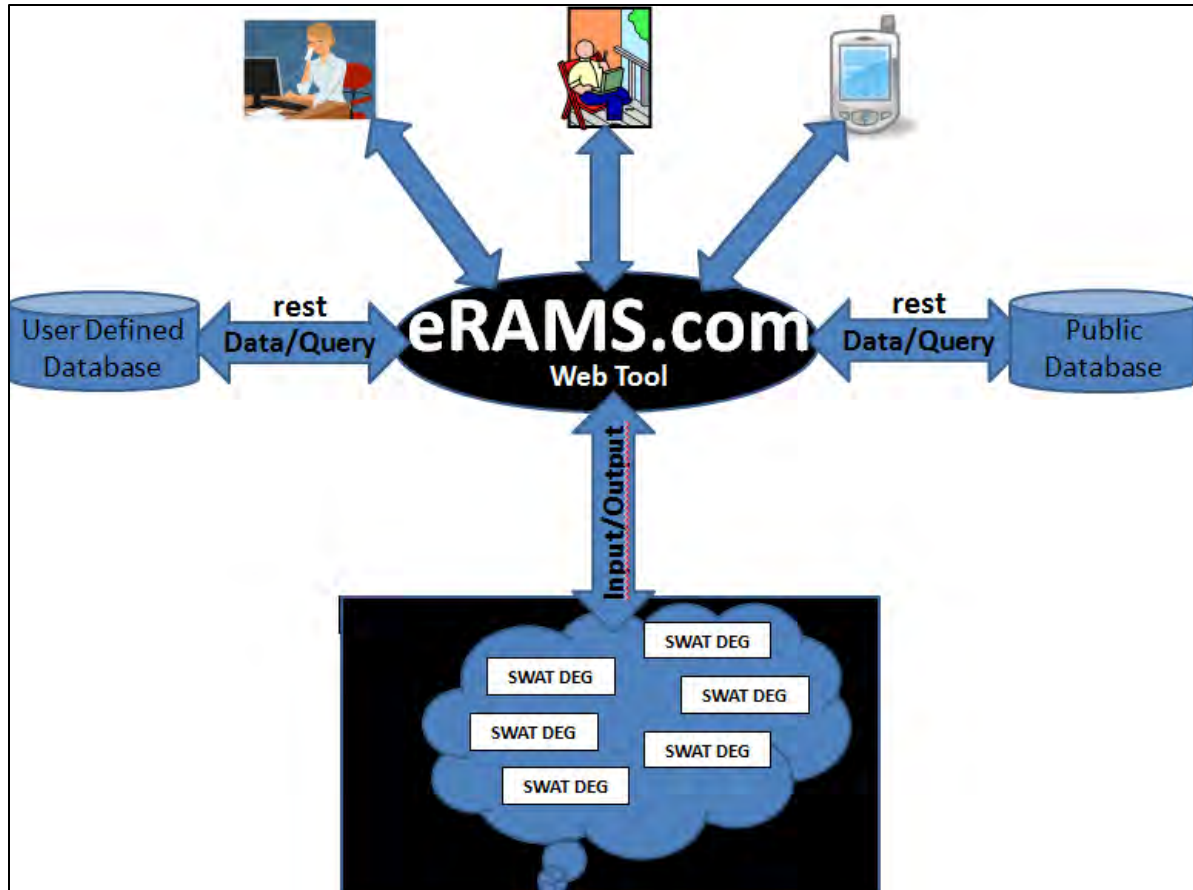 eRAMS.com
Web Tool
User Defined
Database
rest
Data/Query
rest
Data/Query
Public
Database
Input/Output
SWAT DEG
SWAT DEG
SWAT DEG
SWAT DEG
SWAT DEG
SWAT DEG